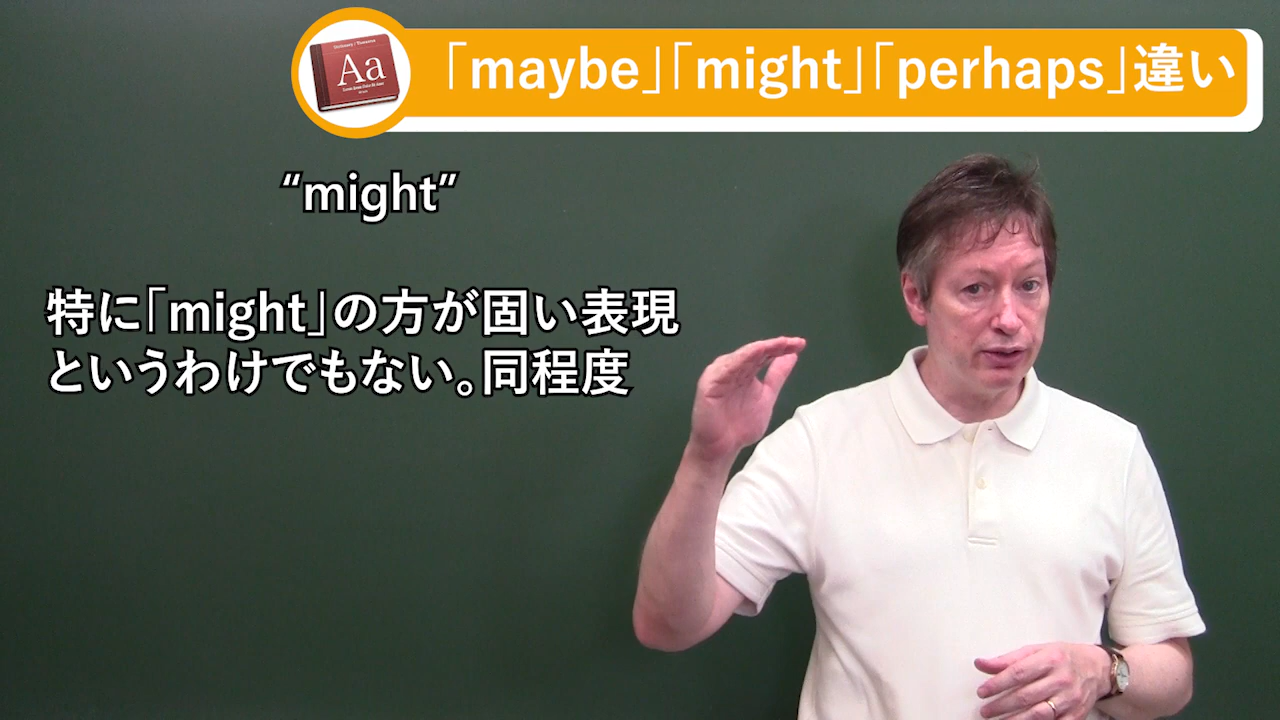 「maybe」「might」「perhaps」違い
Aa
“might”
特に「might」の方が固い表現
というわけでもない。同程度